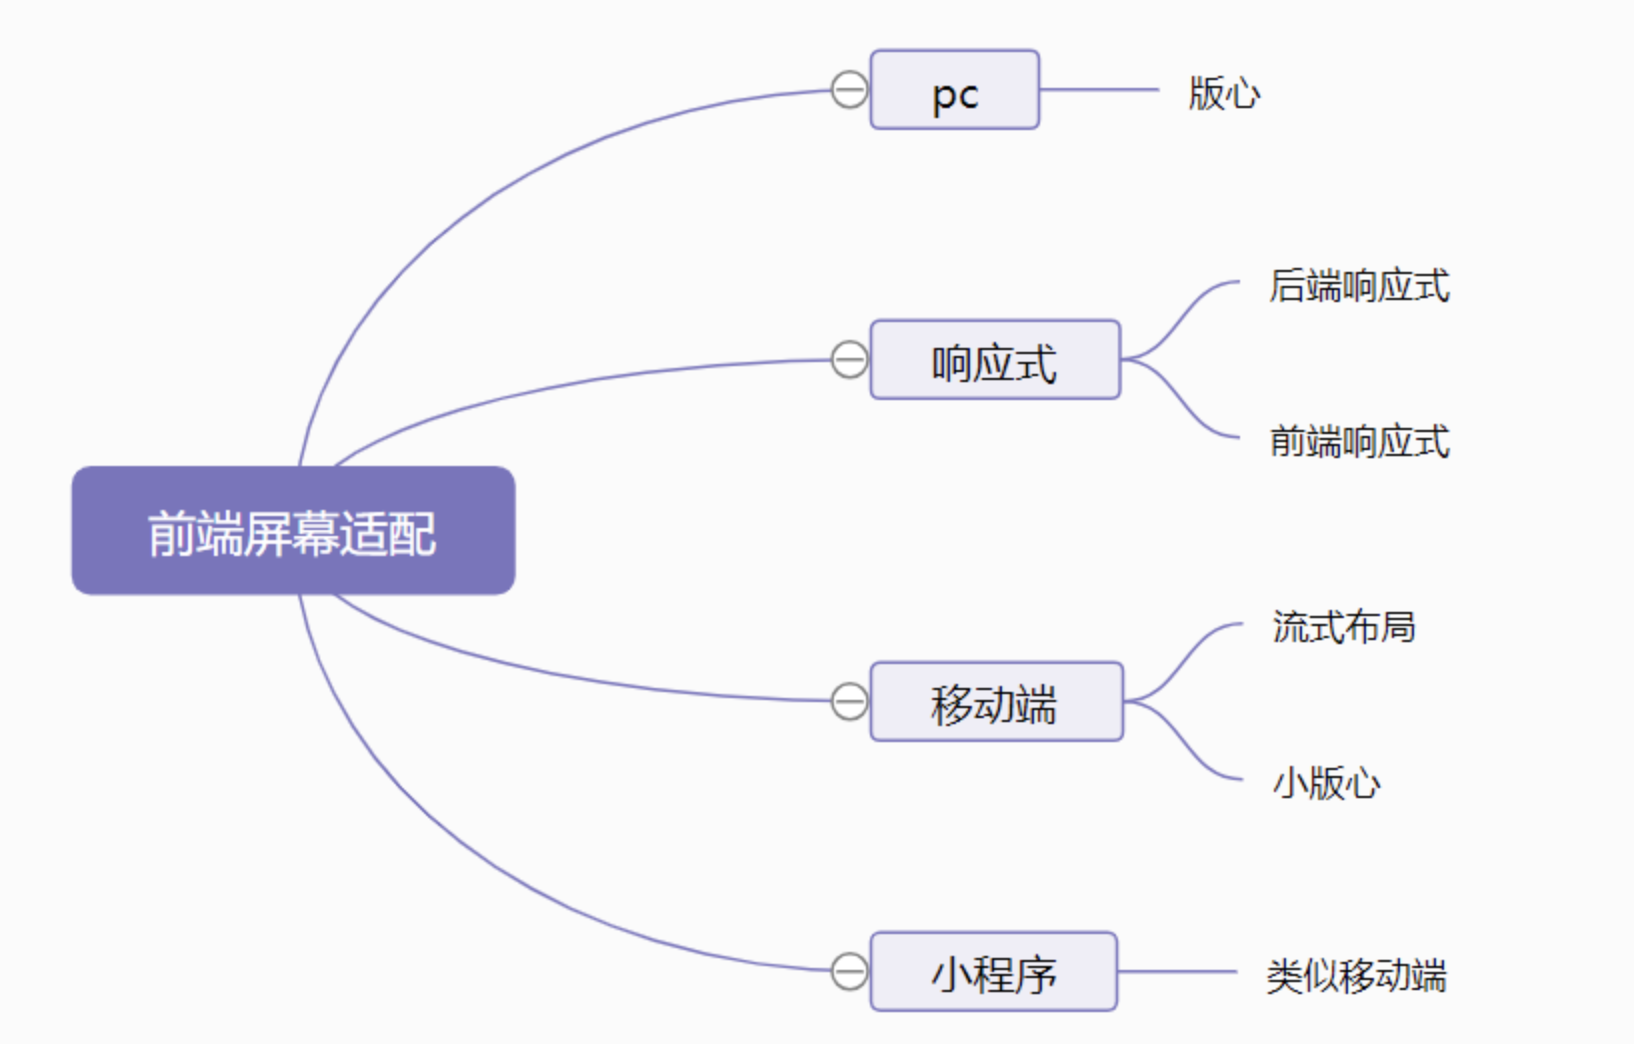 前端屏幕适配
pc
版心
响应式
后端响应式
前端响应式
移动端
流式布局
小版心
小程序
类似移动端